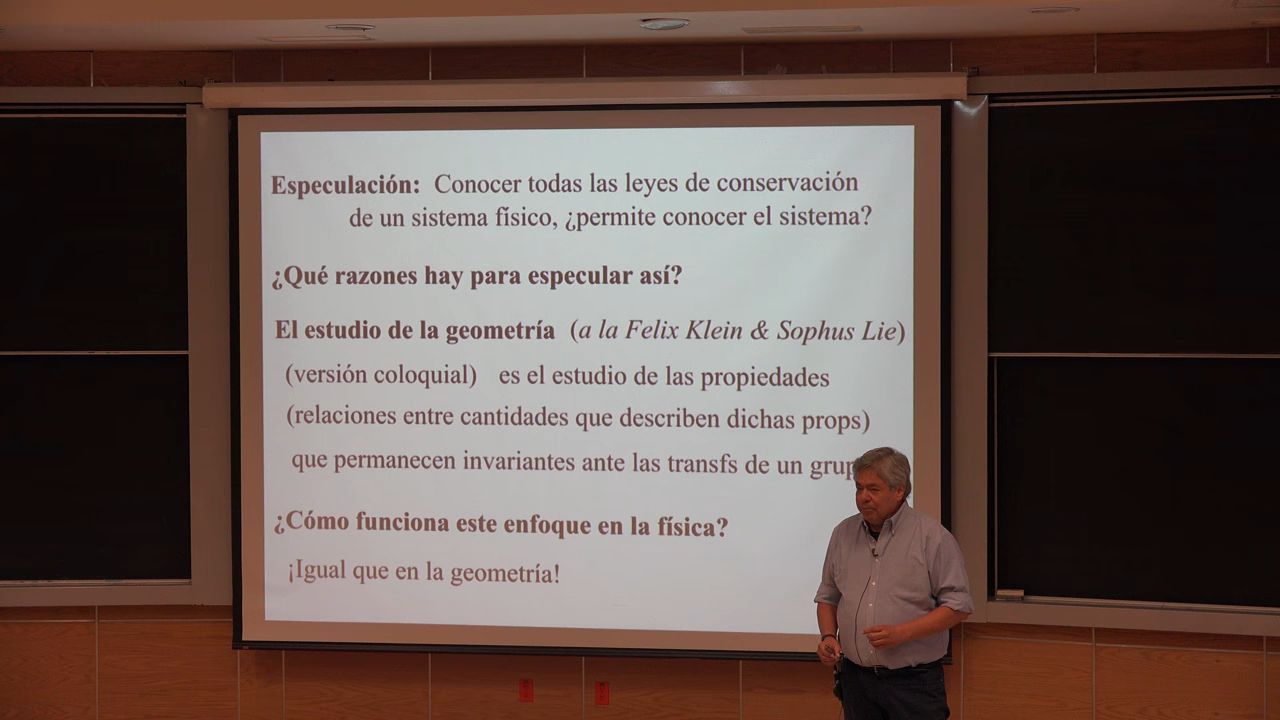 Especulación: Conocer todas las leyes de conservación
de un sistema físico, ¿permite conocer el sistema?
¿Qué razones hay para especular así?
El estudio de la geometría (a la Felix Klein & Sophus Lie)
(versión coloquial) es el estudio de las propiedades
(relaciones entre cantidades que describen dichas props)
que permanecen invariantes ante las transfs de un grup
¿Cómo funciona este enfoque en la física?
¡Igual que en la geometría!